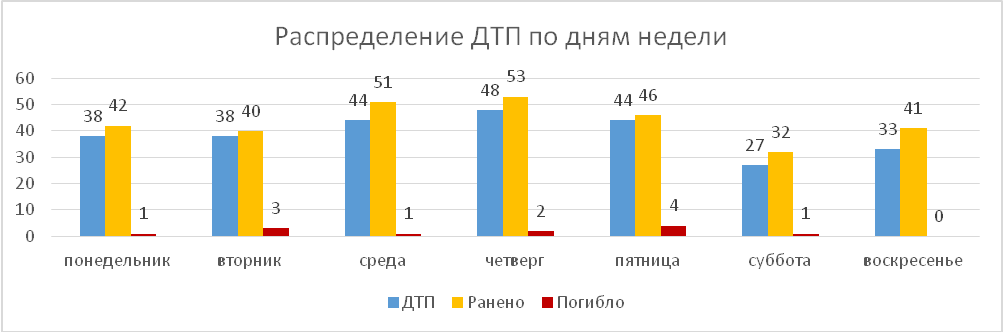 Распределение ДТП по дням недели
60
50
40
30
20
10
0
38 42 1
38 40 3
44 51 1
48 53 2
44 46 4
27 32 1
33 41 0
понедельник вторник среда четверг пятница суббота воскресенье
ДТП Ранено Погибло